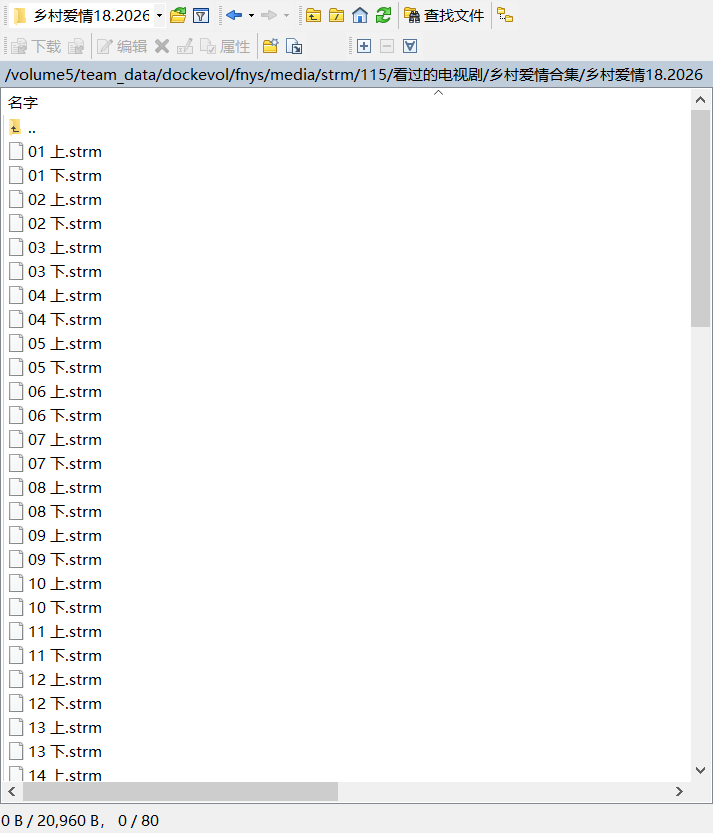 乡村爱情18.2026
查找文件
下载
编辑
属性
/volume5/team_data/dockevol/fnys/media/strm/115/看过的电视剧/乡村爱情合集/乡村爱情18.2026
名字
..
01 上.strm
01 下.strm
02 上.strm
02 下.strm
03 上.strm
03 下.strm
04 上.strm
04 下.strm
05 上.strm
05 下.strm
06 上.strm
06 下.strm
07 上.strm
07 下.strm
08 上.strm
08 下.strm
09 上.strm
09 下.strm
10 上.strm
10 下.strm
11 上.strm
11 下.strm
12 上.strm
12 下.strm
13 上.strm
13 下.strm
14 上.strm
0 B / 20,960 B， 0 / 80